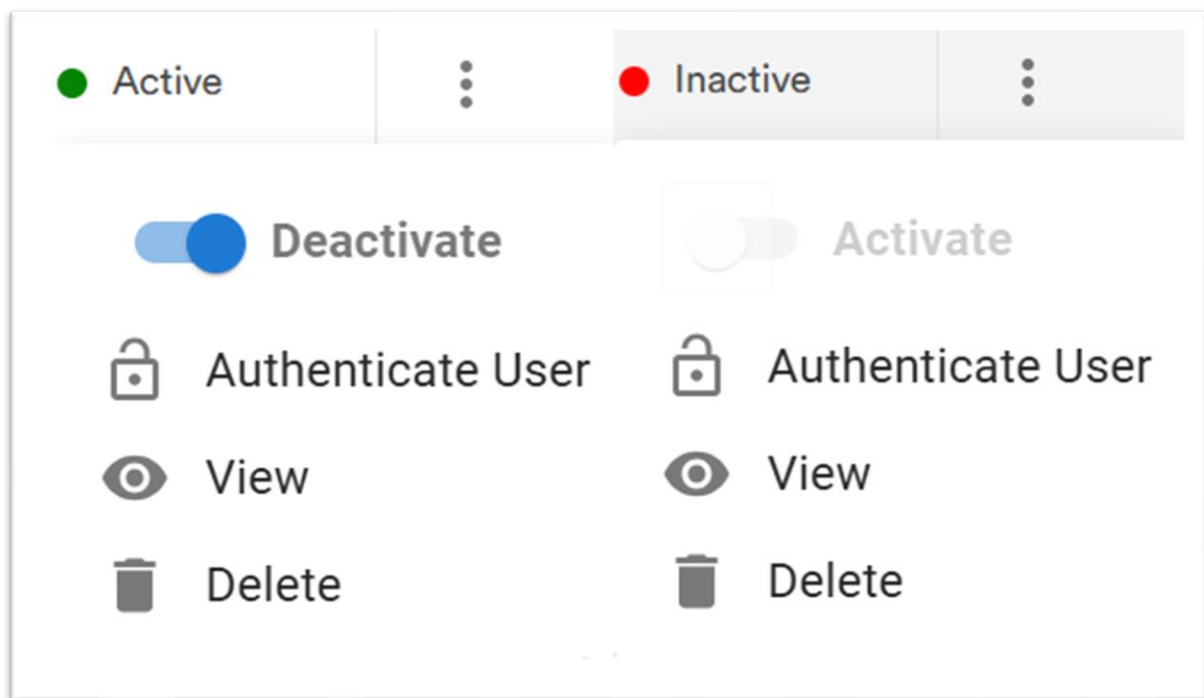 Active
Deactivate
Authenticate User
View
Delete
Inactive
Activate
Authenticate User
View
Delete